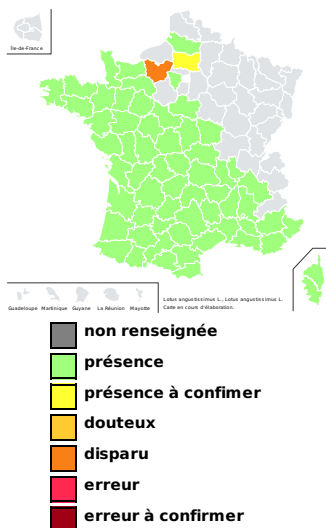 Île-de-France
Guadeloupe Martinique Guyane La Réunion Mayotte
Lotus angustissimus L., Lotus angustissimus L.
Carte en cours d'élaboration.
non renseignée
présence
présence à confimer
douteux
disparu
erreur
erreur à confirmer